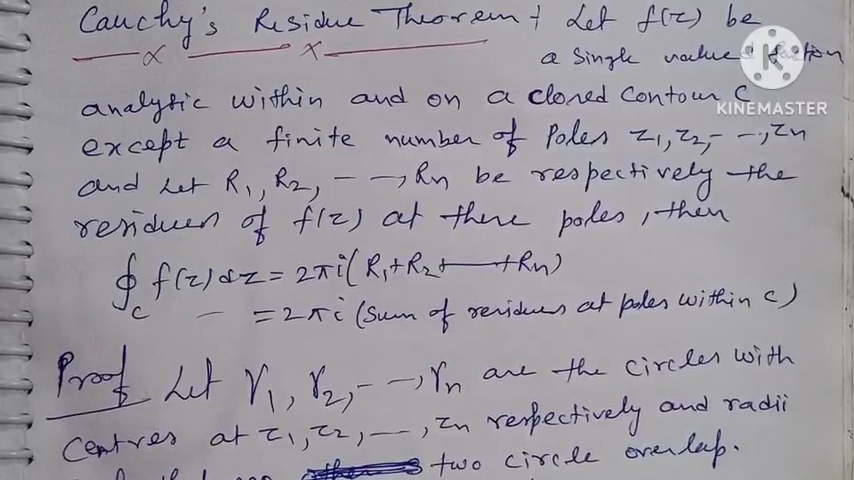 Cauchy's Residue Theorem + Let f(z) be
a single valued fuction
KINEMASTER
analytic within and on a closed contour C
except a finite number of Poles z1, z2, - -, zn
and Let R1, R2, - - -, Rn be respectively the
residues of f(z) at these poles, then
∮C f(z) dz = 2πi( R1+R2+——+Rn)
= 2πi (Sum of residues at poles within C)
Proof Let γ1, γ2, - - -, γn are the circles with
Centres at z1, z2, - - -, zn respectively and radii
two circle overlap.